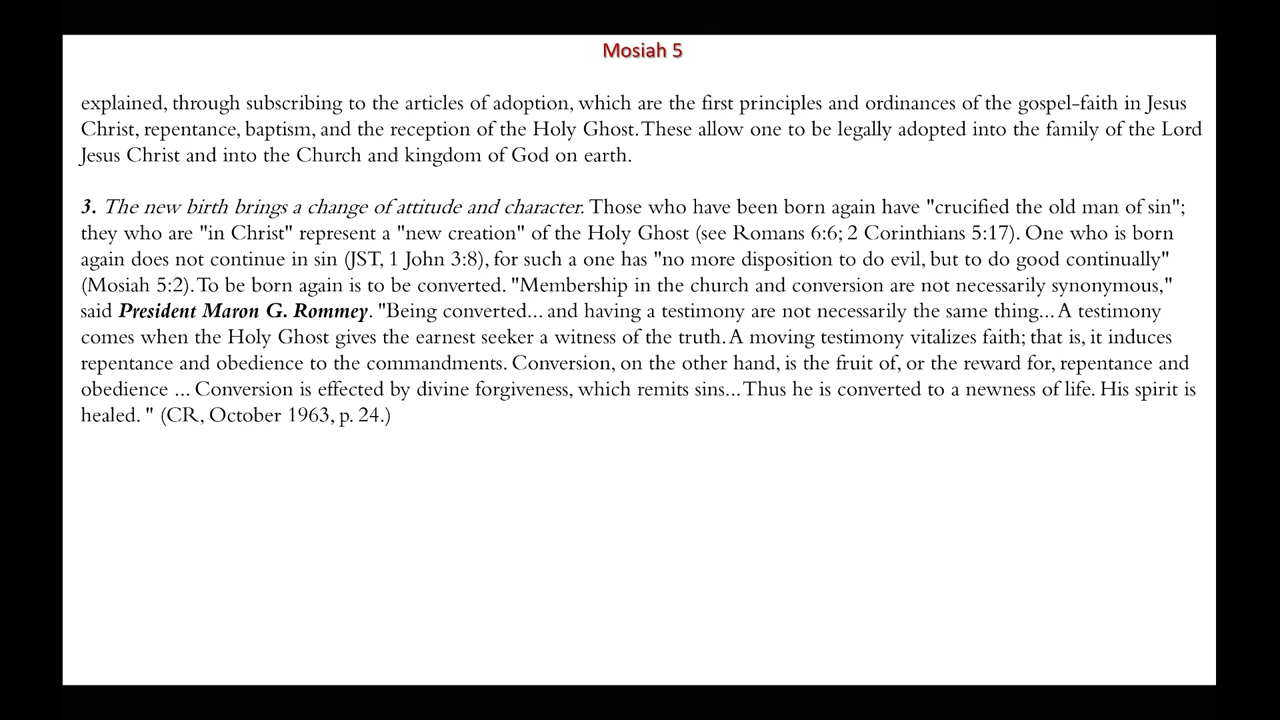 Mosiah 5
explained, through subscribing to the articles of adoption, which are the first principles and ordinances of the gospel-faith in Jesus
Christ, repentance, baptism, and the reception of the Holy Ghost. These allow one to be legally adopted into the family of the Lord
Jesus Christ and into the Church and kingdom of God on earth.
3. The new birth brings a change of attitude and character. Those who have been born again have "crucified the old man of sin";
they who are "in Christ" represent a "new creation" of the Holy Ghost (see Romans 6:6; 2 Corinthians 5:17). One who is born
again does not continue in sin (JST, 1 John 3:8), for such a one has "no more disposition to do evil, but to do good continually"
(Mosiah 5:2). To be born again is to be converted. "Membership in the church and conversion are not necessarily synonymous,"
said President Maron G. Rommey. "Being converted... and having a testimony are not necessarily the same thing... A testimony
comes when the Holy Ghost gives the earnest seeker a witness of the truth. A moving testimony vitalizes faith; that is, it induces
repentance and obedience to the commandments. Conversion, on the other hand, is the fruit of, or the reward for, repentance and
obedience ... Conversion is effected by divine forgiveness, which remits sins... Thus he is converted to a newness of life. His spirit is
healed. " (CR, October 1963, p. 24.)